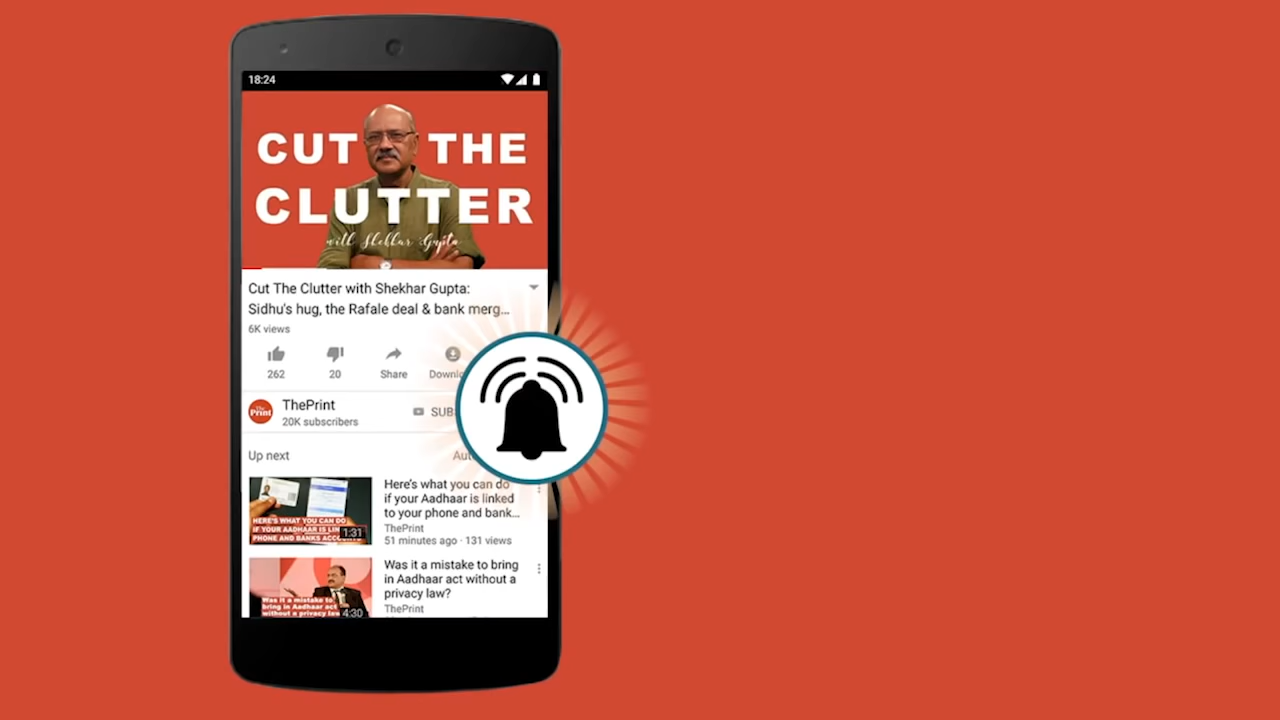 18:24
CUT THE
CLUTTER
with Shekhar Gupta
Cut The Clutter with Shekhar Gupta:
Sidhu's hug, the Rafale deal & bank merg...
6K views
262
20
Share
Downlo
The
Print
ThePrint
SUBS
20K subscribers
Up next
Aut
Here's what you can do
if your Aadhaar is linked
to your phone and bank...
ThePrint
51 minutes ago · 131 views
HERE'S WHAT YOU CAN DO
IF YOUR AADHAAR IS LIN
PHONE AND BANKS ACC
1:31
Was it a mistake to bring
in Aadhaar act without a
privacy law?
ThePrint
Was it a mistake to
bring in Aadhaar act
without a privacy law
4:30